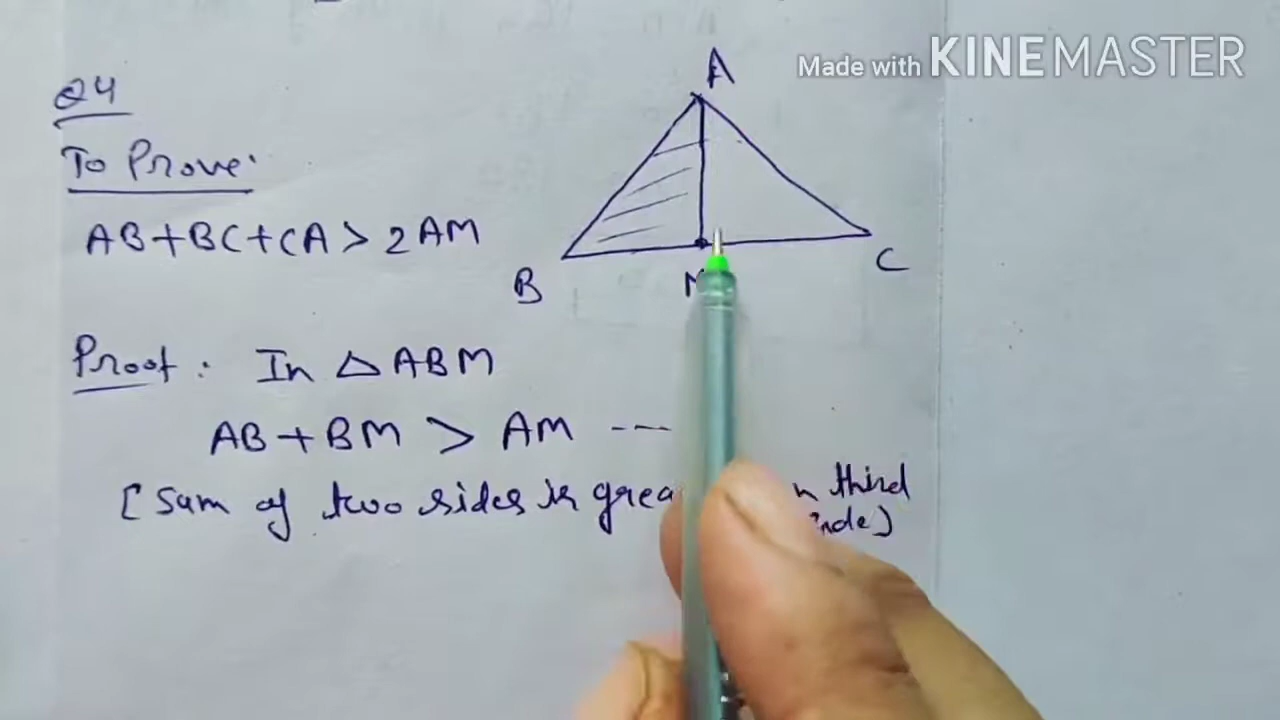 Made with KINEMASTER
Q4
To Prove:
AB+BC+CA > 2AM
A
B
C
Proof: In △ABM
AB + BM > AM ---
[Sum of two sides is third